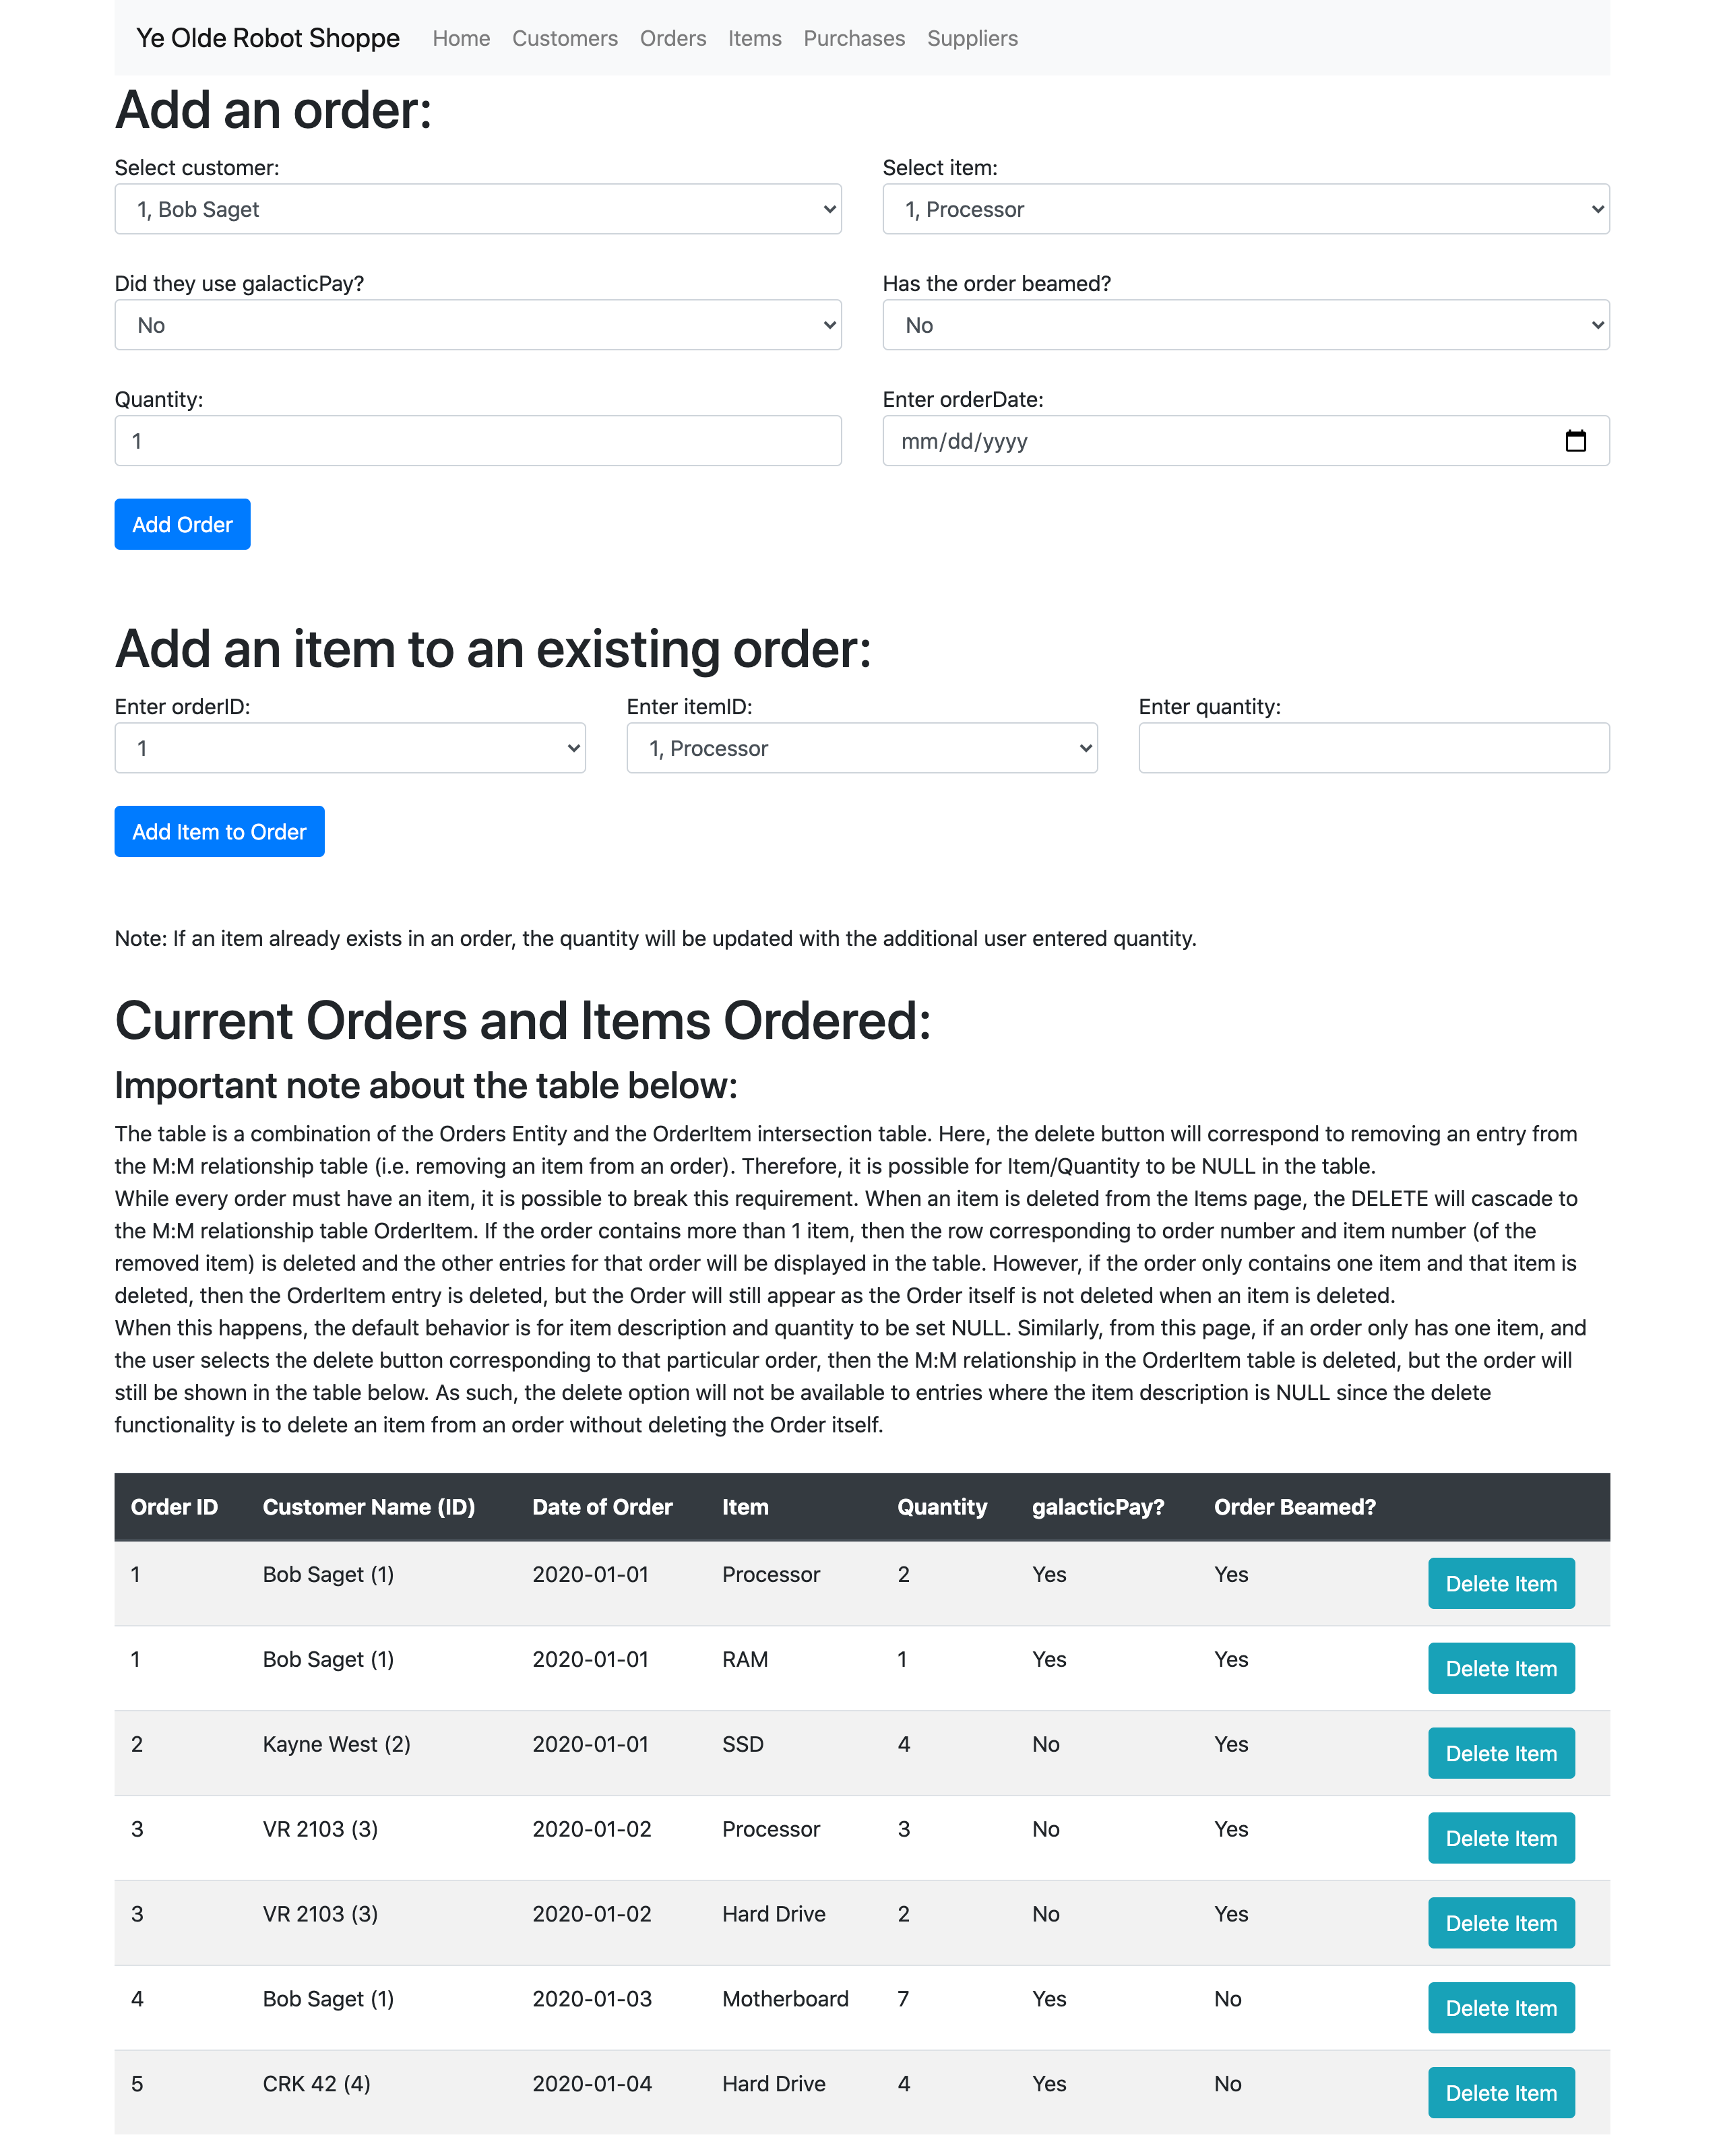 Ye Olde Robot Shoppe Home Customers Orders Items Purchases Suppliers
Add an order:
Select customer: Select item:
1, Bob Saget 1, Processor
Did they use galacticPay? Has the order beamed?
No No
Quantity: Enter orderDate:
1 mm/dd/yyyy
Add Order
Add an item to an existing order:
Enter orderID: Enter itemID: Enter quantity:
1 1, Processor
Add Item to Order
Note: If an item already exists in an order, the quantity will be updated with the additional user entered quantity.
Current Orders and Items Ordered:
Important note about the table below:
The table is a combination of the Orders Entity and the OrderItem intersection table. Here, the delete button will correspond to removing an entry from
the M:M relationship table (i.e. removing an item from an order). Therefore, it is possible for Item/Quantity to be NULL in the table.
While every order must have an item, it is possible to break this requirement. When an item is deleted from the Items page, the DELETE will cascade to
the M:M relationship table OrderItem. If the order contains more than 1 item, then the row corresponding to order number and item number (of the
removed item) is deleted and the other entries for that order will be displayed in the table. However, if the order only contains one item and that item is
deleted, then the OrderItem entry is deleted, but the Order will still appear as the Order itself is not deleted when an item is deleted.
When this happens, the default behavior is for item description and quantity to be set NULL. Similarly, from this page, if an order only has one item, and
the user selects the delete button corresponding to that particular order, then the M:M relationship in the OrderItem table is deleted, but the order will
still be shown in the table below. As such, the delete option will not be available to entries where the item description is NULL since the delete
functionality is to delete an item from an order without deleting the Order itself.
Order ID Customer Name (ID) Date of Order Item Quantity galacticPay? Order Beamed?
1 Bob Saget (1) 2020-01-01 Processor 2 Yes Yes Delete Item
1 Bob Saget (1) 2020-01-01 RAM 1 Yes Yes Delete Item
2 Kayne West (2) 2020-01-01 SSD 4 No Yes Delete Item
3 VR 2103 (3) 2020-01-02 Processor 3 No Yes Delete Item
3 VR 2103 (3) 2020-01-02 Hard Drive 2 No Yes Delete Item
4 Bob Saget (1) 2020-01-03 Motherboard 7 Yes No Delete Item
5 CRK 42 (4) 2020-01-04 Hard Drive 4 Yes No Delete Item